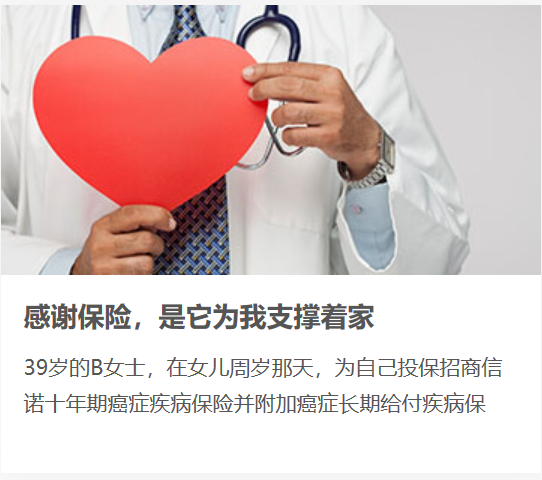 感谢保险，是它为我支撑着家
39岁的B女士，在女儿周岁那天，为自己投保招商信
诺十年期癌症疾病保险并附加癌症长期给付疾病保